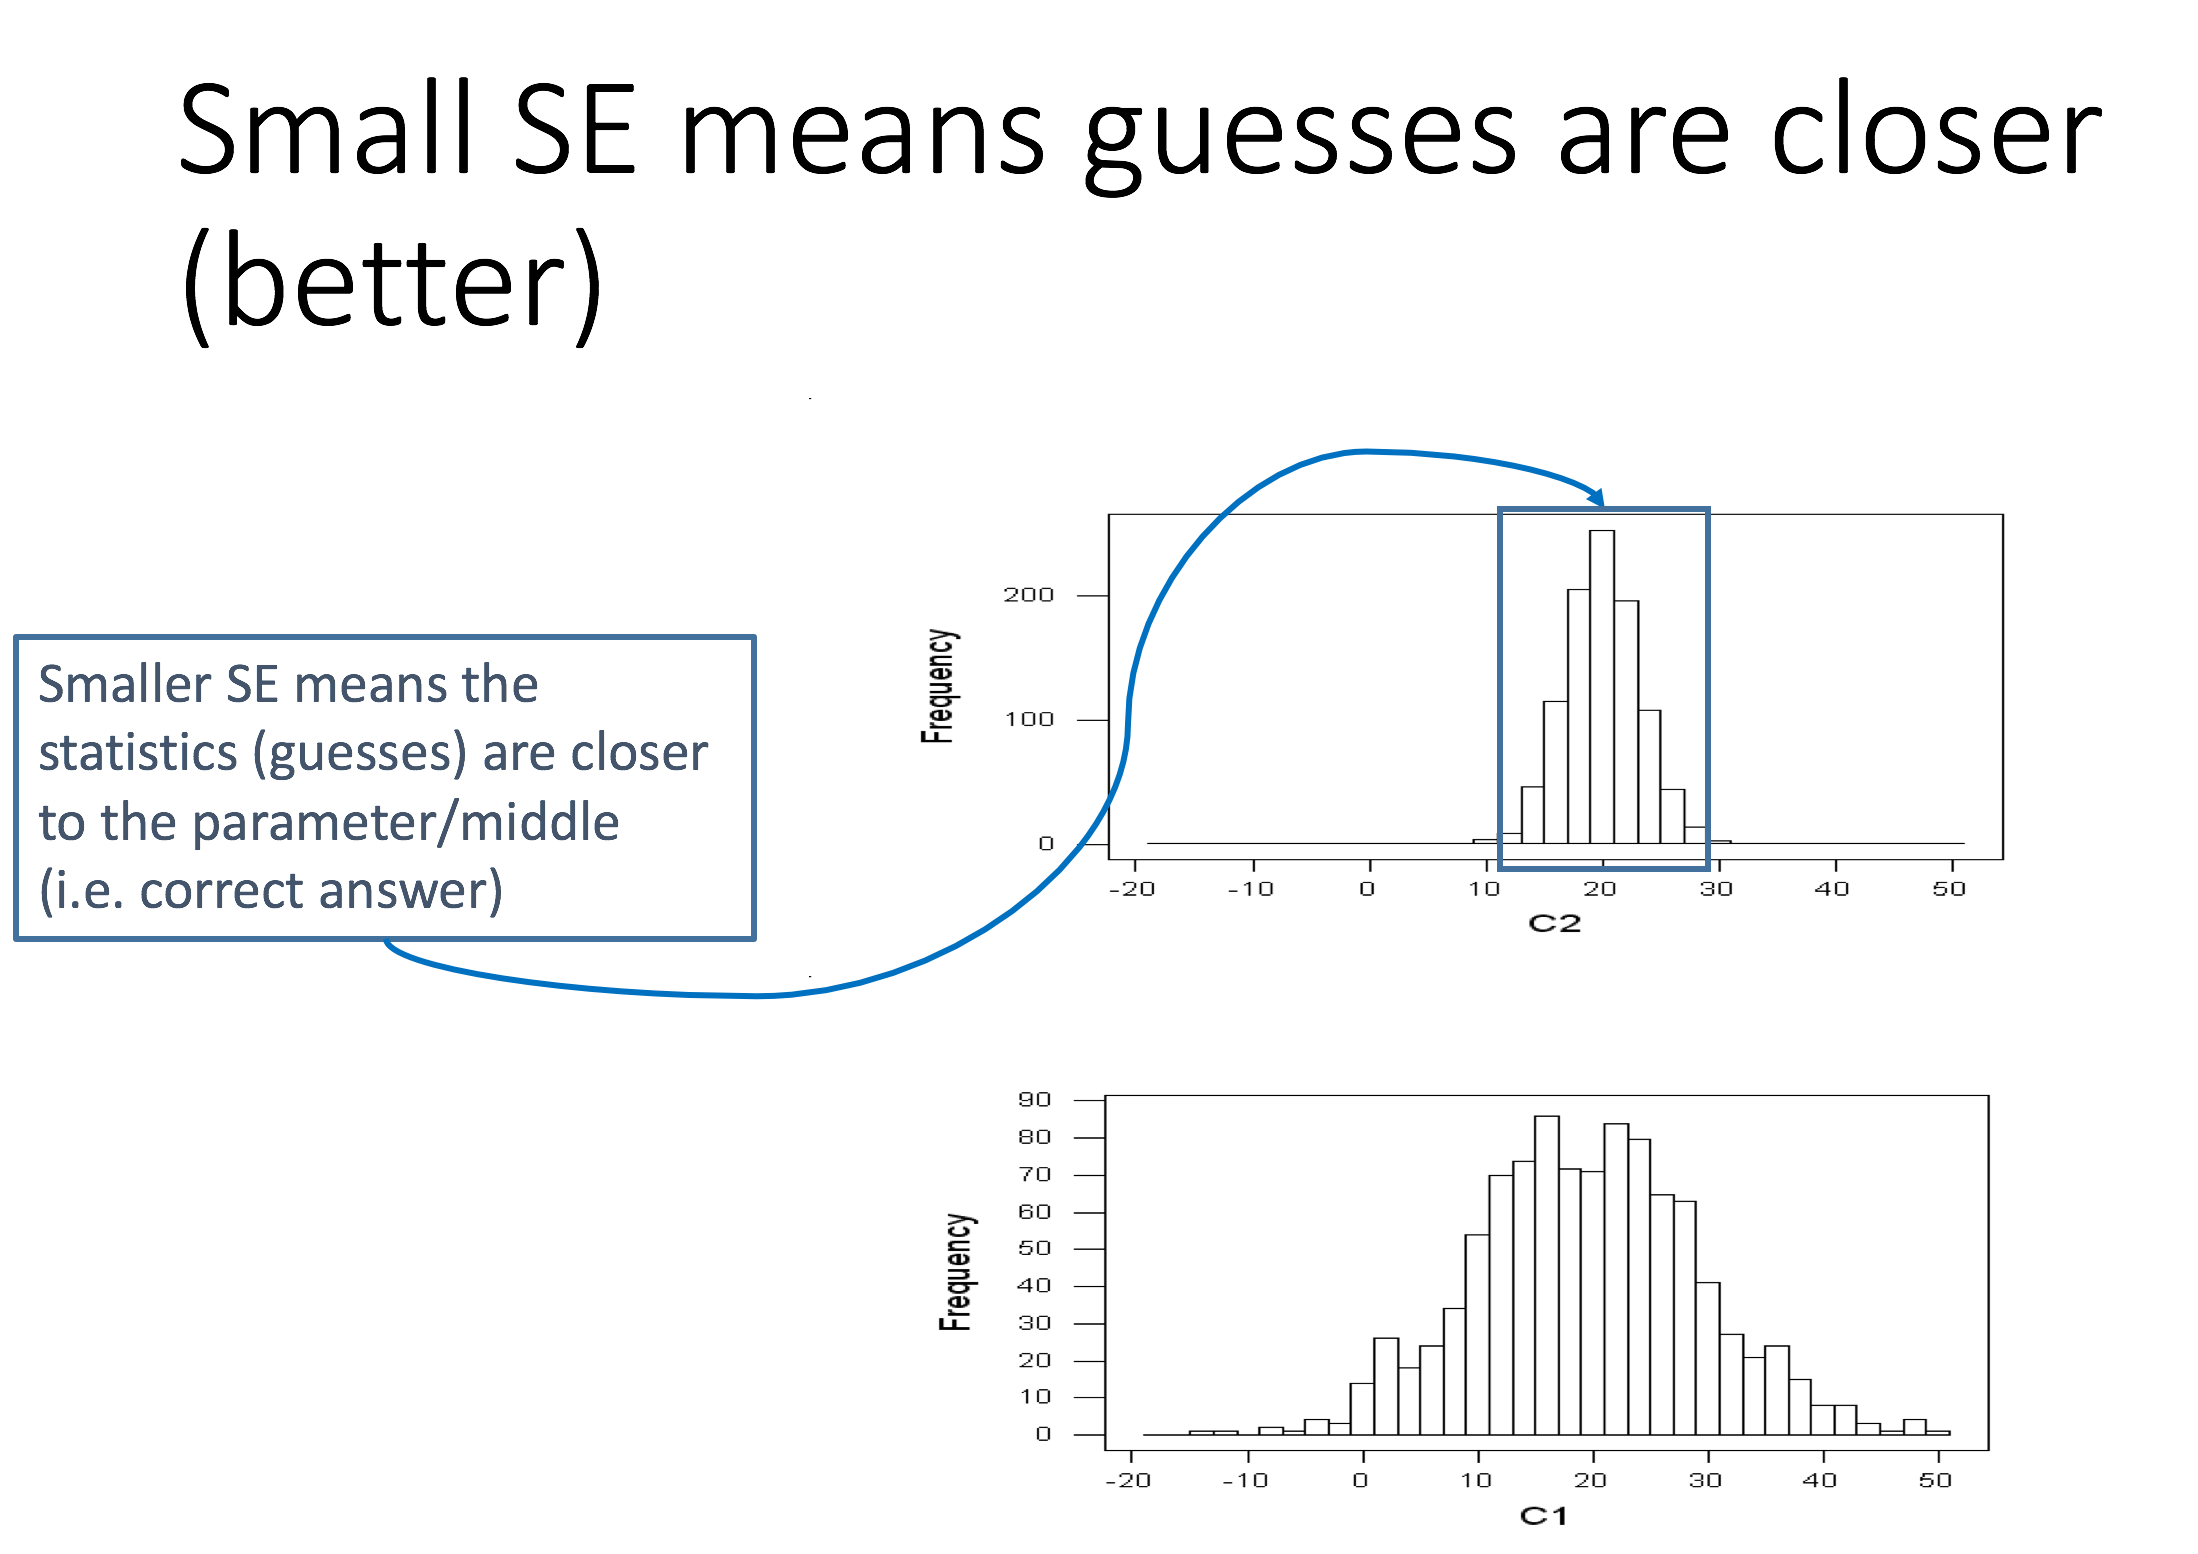 Small SE means guesses are closer
(better)
Smaller SE means the
statistics (guesses) are closer
to the parameter/middle
(i.e. correct answer)
Frequency
200
100
0
-20 -10 0 10 20 30 40 50
C2
Frequency
90
80
70
60
50
40
30
20
10
0
-20 -10 0 10 20 30 40 50
C1